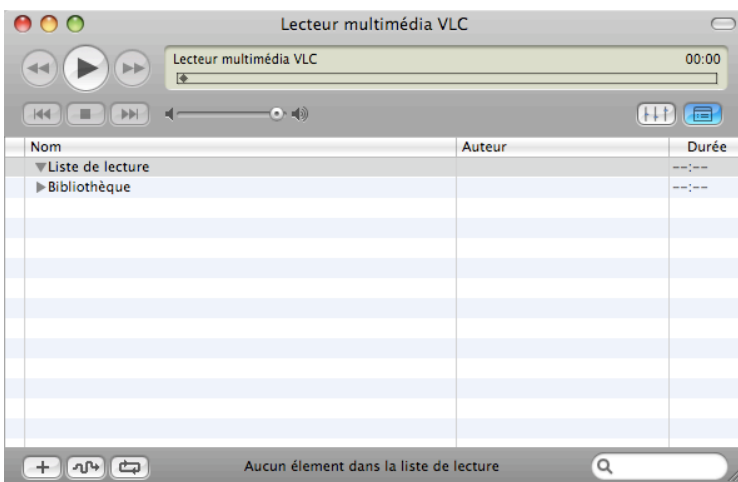 Lecteur multimédia VLC
Lecteur multimédia VLC 00:00
Nom Auteur Durée
Liste de lecture --:--
Bibliothèque --:--
Aucun élement dans la liste de lecture